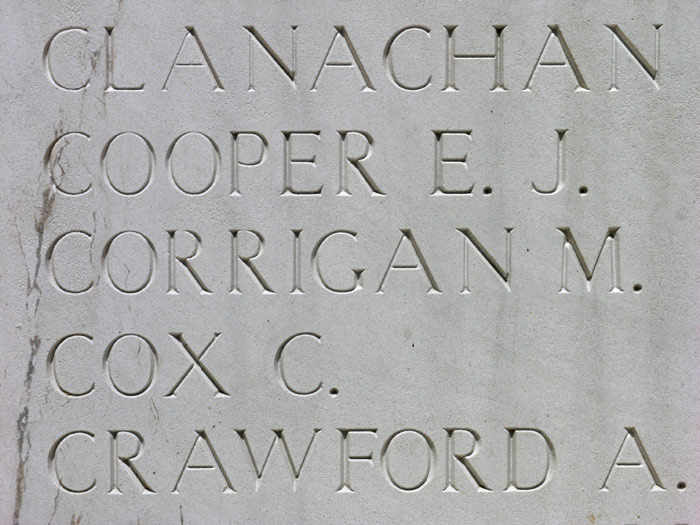 CLANACHAN
COOPER E. J.
CORRIGAN M.
COX C.
CRAWFORD A.